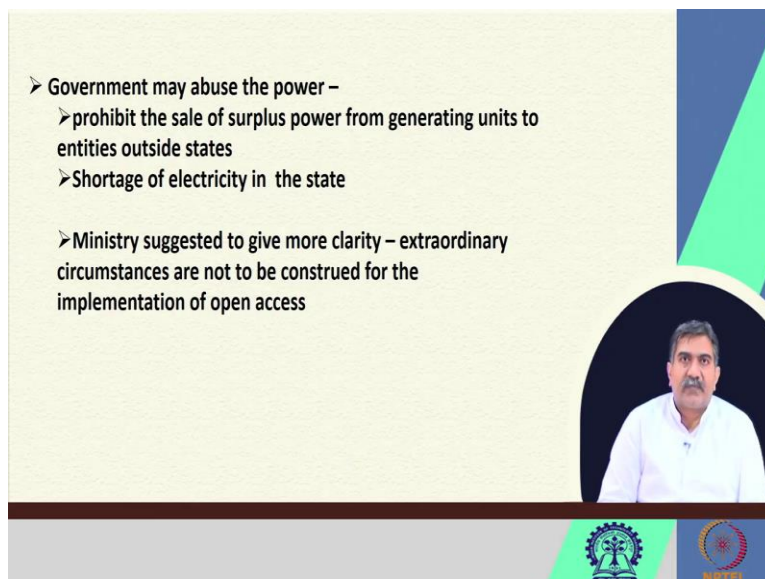 ➢ Government may abuse the power –
➢prohibit the sale of surplus power from generating units to
entities outside states
➢Shortage of electricity in the state
➢Ministry suggested to give more clarity – extraordinary
circumstances are not to be construed for the
implementation of open access
NPTEL